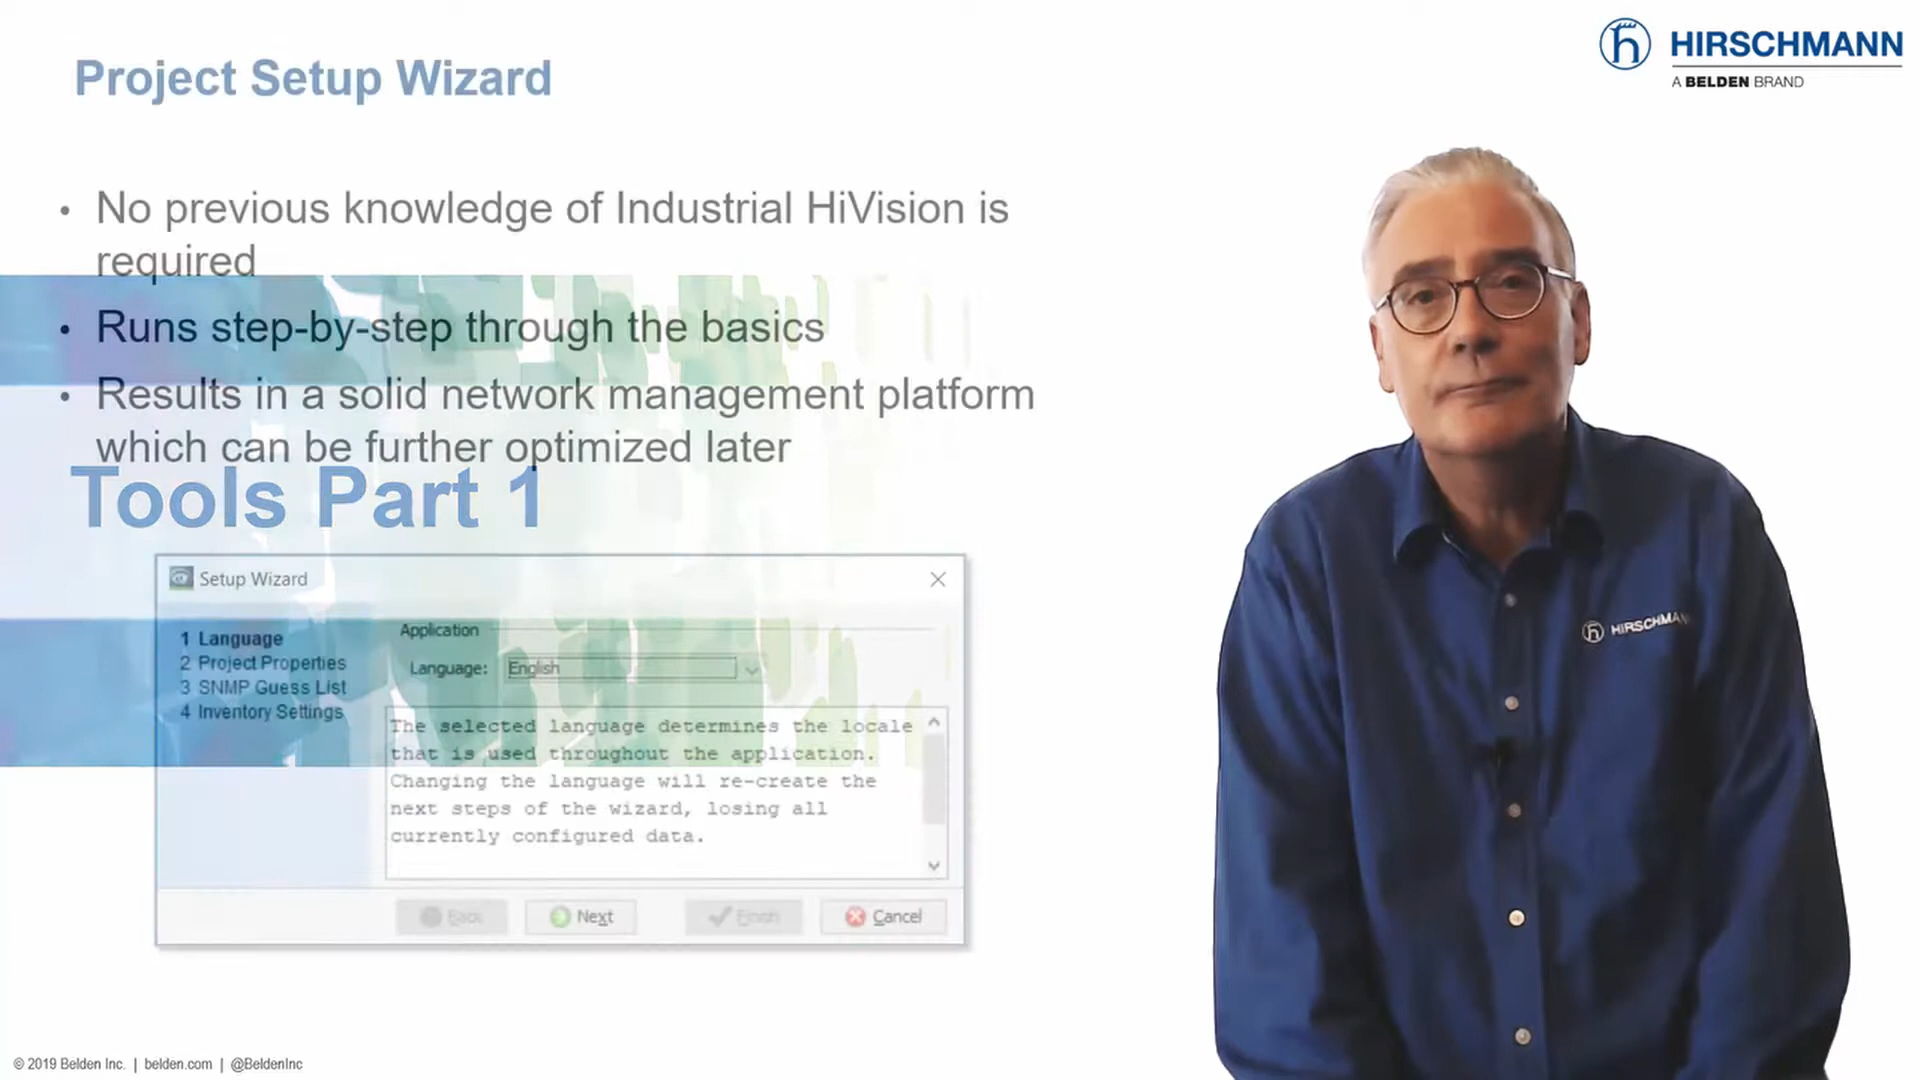 Project Setup Wizard
HIRSCHMANN
A BELDEN BRAND
• No previous knowledge of Industrial HiVision is
required
• Runs step-by-step through the basics
• Results in a solid network management platform
which can be further optimized later
Tools Part 1
Setup Wizard
1 Language
2 Project Properties
3 SNMP Guess List
4 Inventory Settings
Application
Language: English
The selected language determines the locale
that is used throughout the application.
Changing the language will re-create the
next steps of the wizard, losing all
currently configured data.
Back Next Finish Cancel
HIRSCHMANN
© 2019 Belden Inc. | belden.com | @BeldenInc